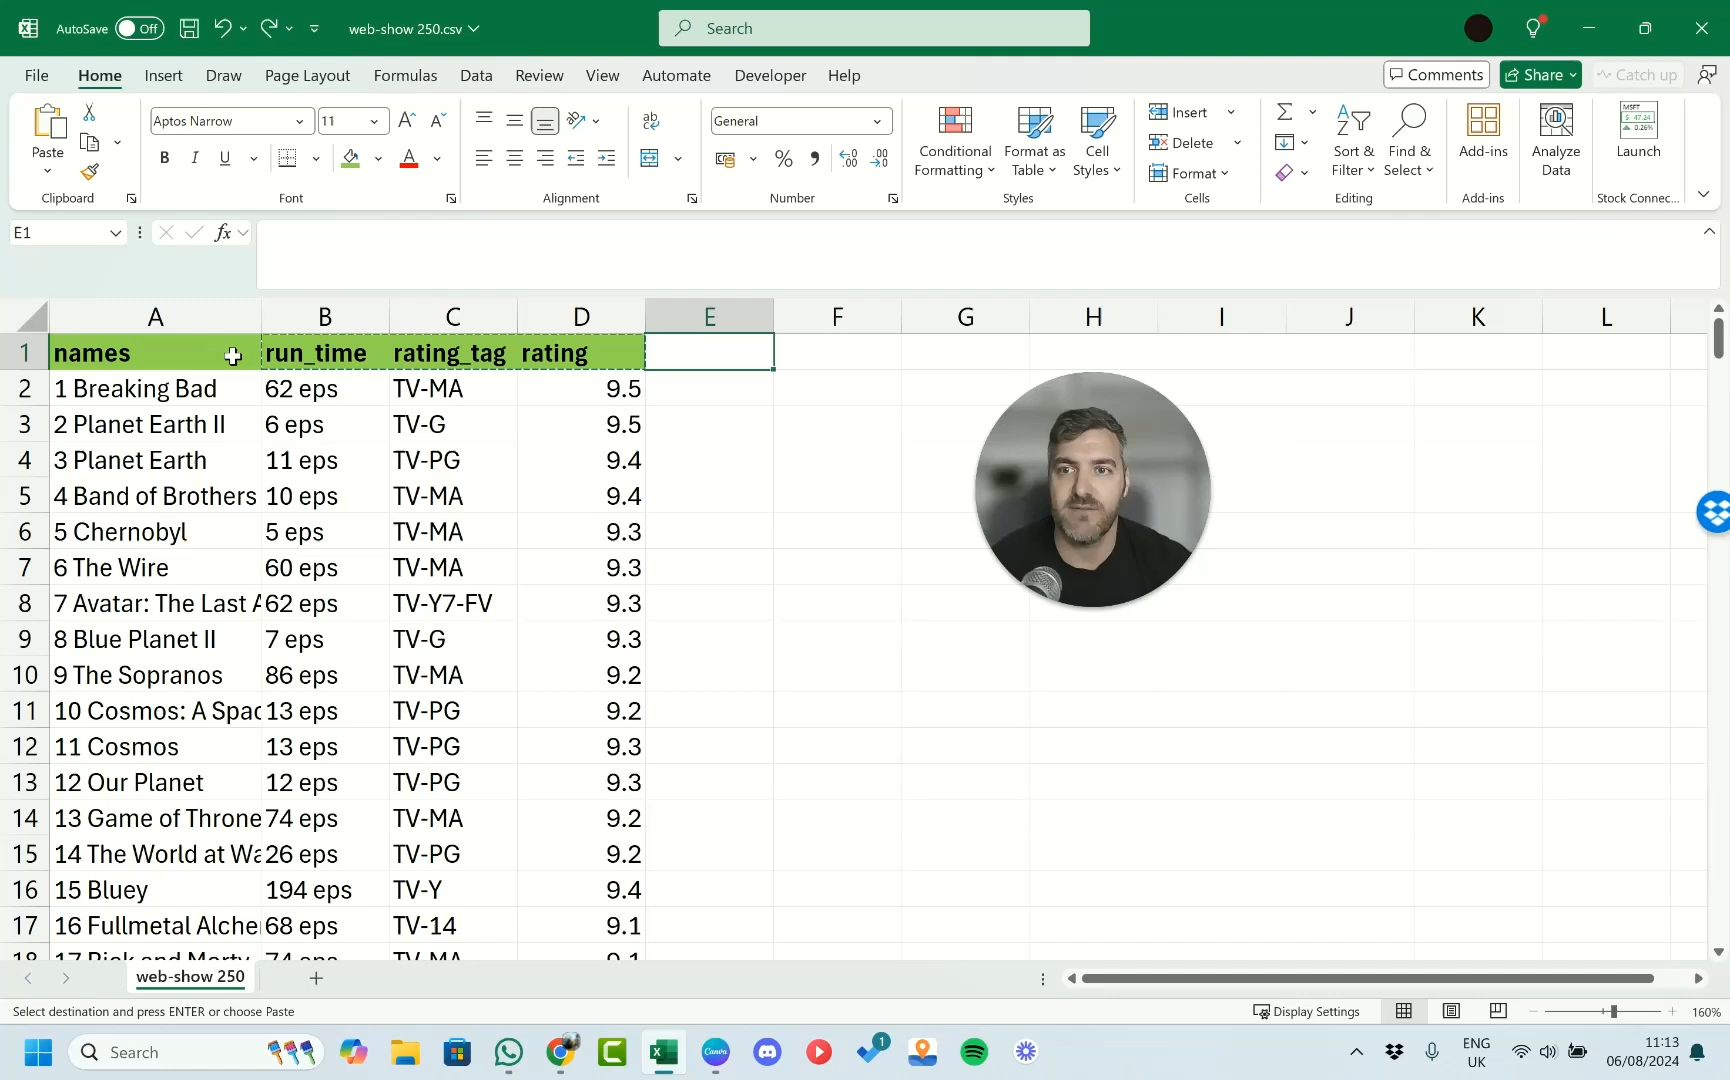 AutoSave Off web-show 250.csv Search
File Home Insert Draw Page Layout Formulas Data Review View Automate Developer Help Comments Share Catch up
Paste
Aptos Narrow 11
B I U
ab
General
Conditional Formatting
Format as Table
Cell Styles
Insert
Delete
Format
Sort & Filter
Find & Select
Add-ins
Analyze Data
MSFT
$ 47.24
0.26%
Launch
Clipboard Font Alignment Number Styles Cells Editing Add-ins Stock Connec...
E1 fx
A B C D E F G H I J K L
1 names run_time rating_tag rating
2 1 Breaking Bad 62 eps TV-MA 9.5
3 2 Planet Earth II 6 eps TV-G 9.5
4 3 Planet Earth 11 eps TV-PG 9.4
5 4 Band of Brothers 10 eps TV-MA 9.4
6 5 Chernobyl 5 eps TV-MA 9.3
7 6 The Wire 60 eps TV-MA 9.3
8 7 Avatar: The Last A 62 eps TV-Y7-FV 9.3
9 8 Blue Planet II 7 eps TV-G 9.3
10 9 The Sopranos 86 eps TV-MA 9.2
11 10 Cosmos: A Spac 13 eps TV-PG 9.2
12 11 Cosmos 13 eps TV-PG 9.3
13 12 Our Planet 12 eps TV-PG 9.3
14 13 Game of Throne 74 eps TV-MA 9.2
15 14 The World at Wa 26 eps TV-PG 9.2
16 15 Bluey 194 eps TV-Y 9.4
17 16 Fullmetal Alche 68 eps TV-14 9.1
18 17 Rick and Morty 74 eps TV-MA 9.1
web-show 250
Select destination and press ENTER or choose Paste Display Settings 160%
Search Canva 1 ENG UK 11:13 06/08/2024